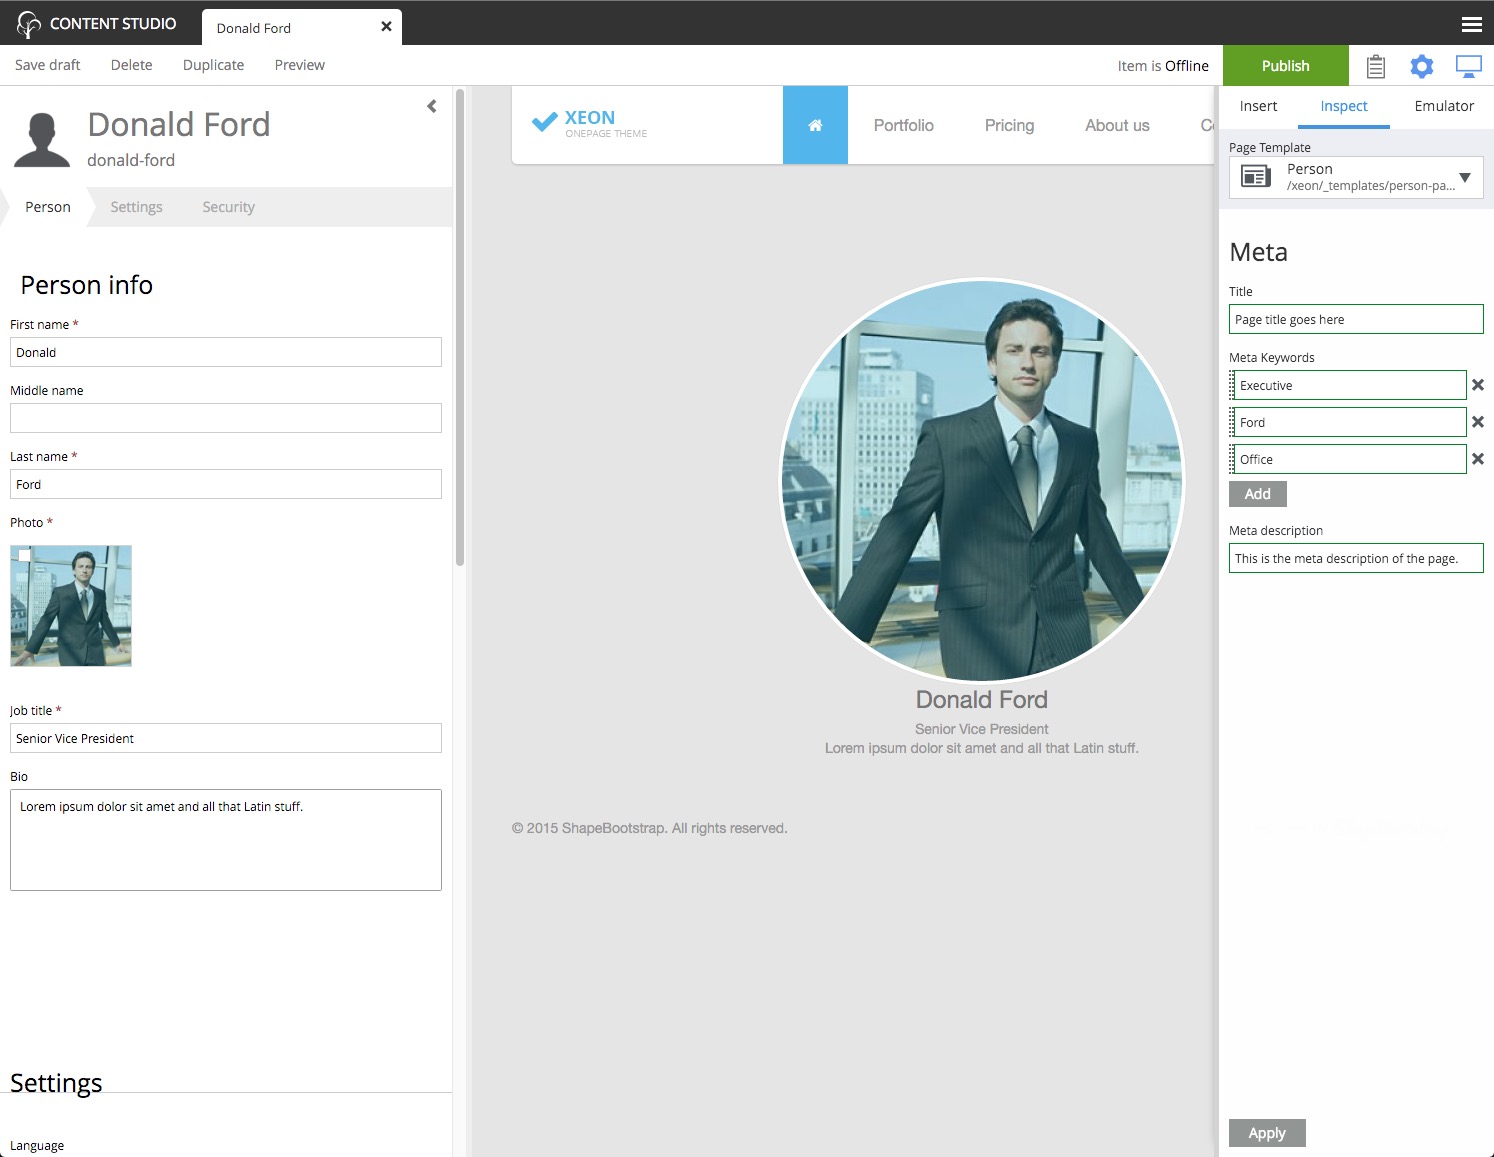 CONTENT STUDIO
Donald Ford
Save draft
Delete
Duplicate
Preview
Item is Offline
Publish
Donald Ford
donald-ford
Person
Settings
Security
Person info
First name *
Donald
Middle name
Last name *
Ford
Photo *
Job title *
Senior Vice President
Bio
Lorem ipsum dolor sit amet and all that Latin stuff.
Settings
Language
XEON
ONEPAGE THEME
Portfolio
Pricing
About us
Donald Ford
Senior Vice President
Lorem ipsum dolor sit amet and all that Latin stuff.
© 2015 ShapeBootstrap. All rights reserved.
Insert
Inspect
Emulator
Page Template
Person
/xeon/_templates/person-pa...
Meta
Title
Page title goes here
Meta Keywords
Executive
Ford
Office
Add
Meta description
This is the meta description of the page.
Apply